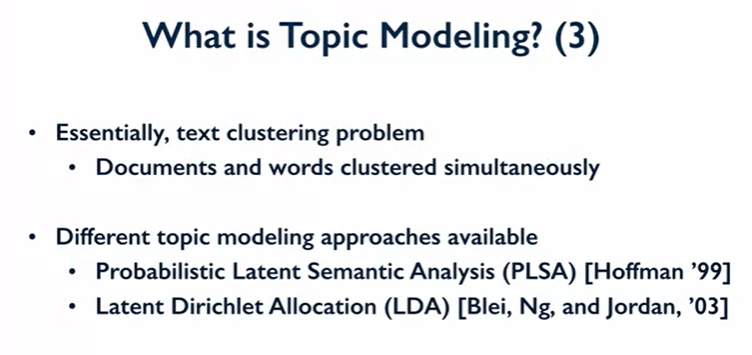 What is Topic Modeling? (3)
• Essentially, text clustering problem
• Documents and words clustered simultaneously
• Different topic modeling approaches available
• Probabilistic Latent Semantic Analysis (PLSA) [Hoffman ’99]
• Latent Dirichlet Allocation (LDA) [Blei, Ng, and Jordan, ’03]